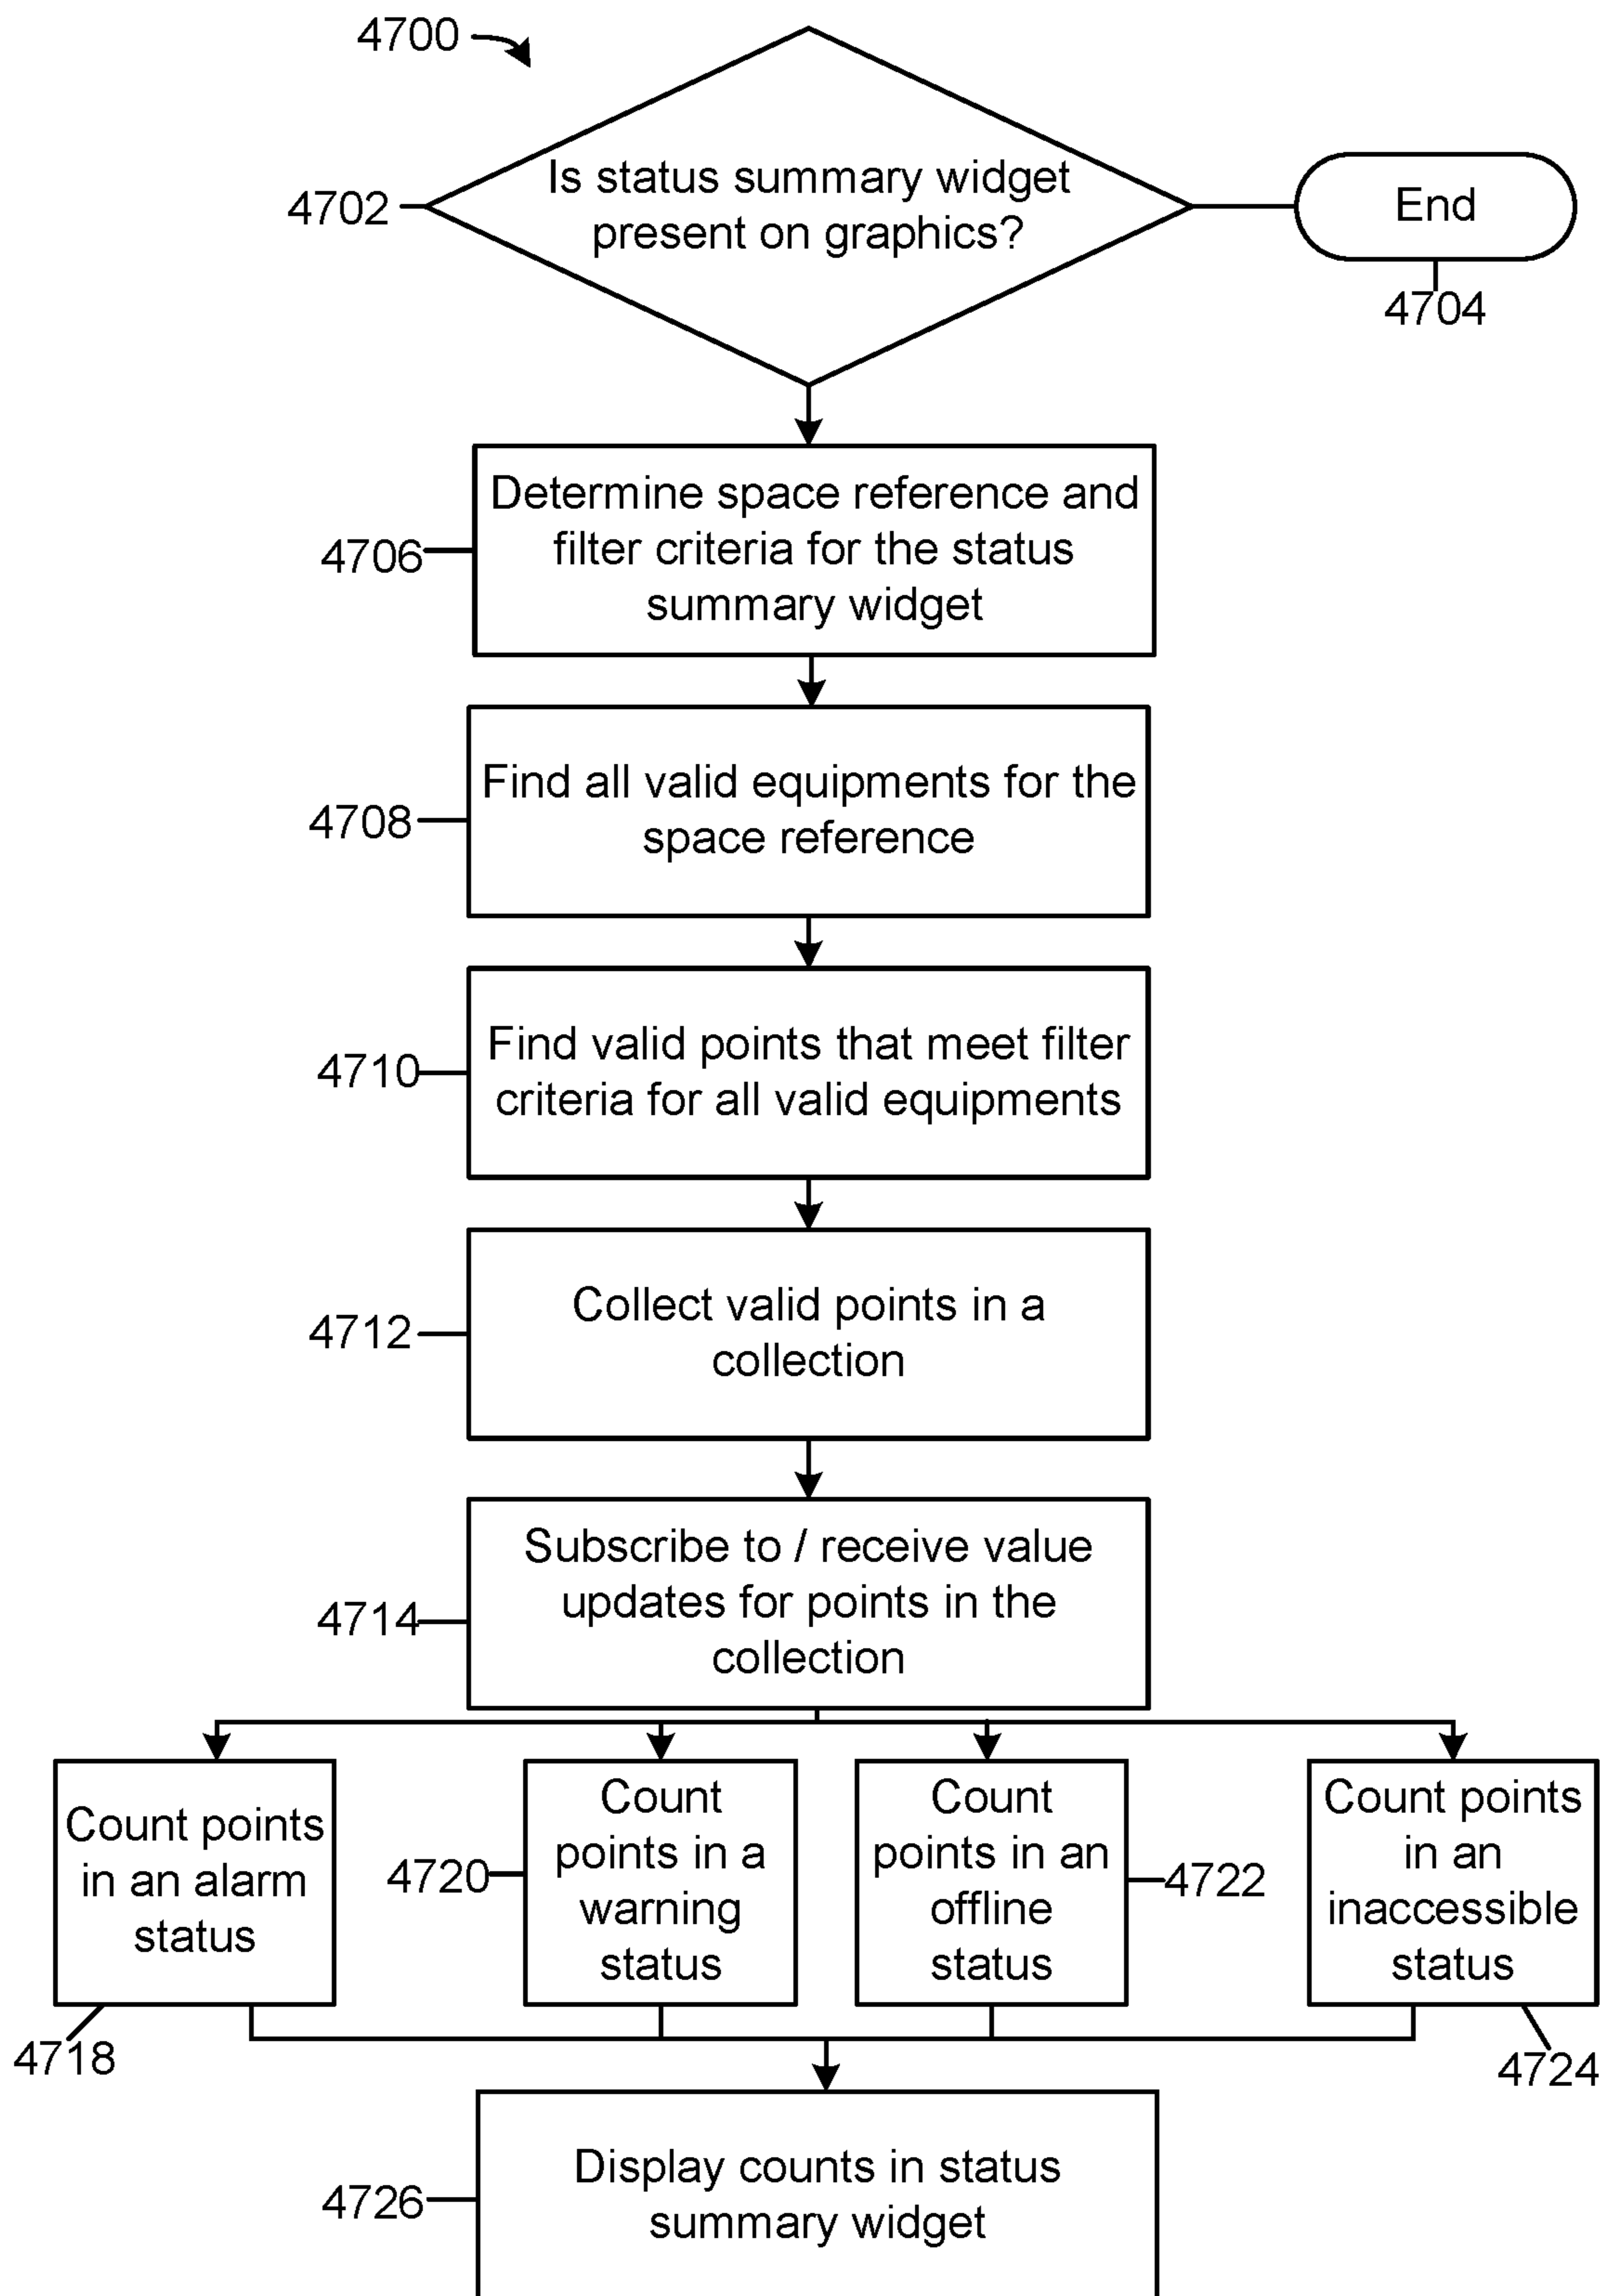 4700
Is status summary widget
present on graphics?
4702
End
4704
Determine space reference and
filter criteria for the status
summary widget
4706
Find all valid equipments for the
space reference
4708
Find valid points that meet filter
criteria for all valid equipments
4710
Collect valid points in a
collection
4712
Subscribe to / receive value
updates for points in the
collection
4714
Count points
in an alarm
status
4718
Count
points in a
warning
status
4720
Count
points in an
offline
status
4722
Count points
in an
inaccessible
status
4724
Display counts in status
summary widget
4726